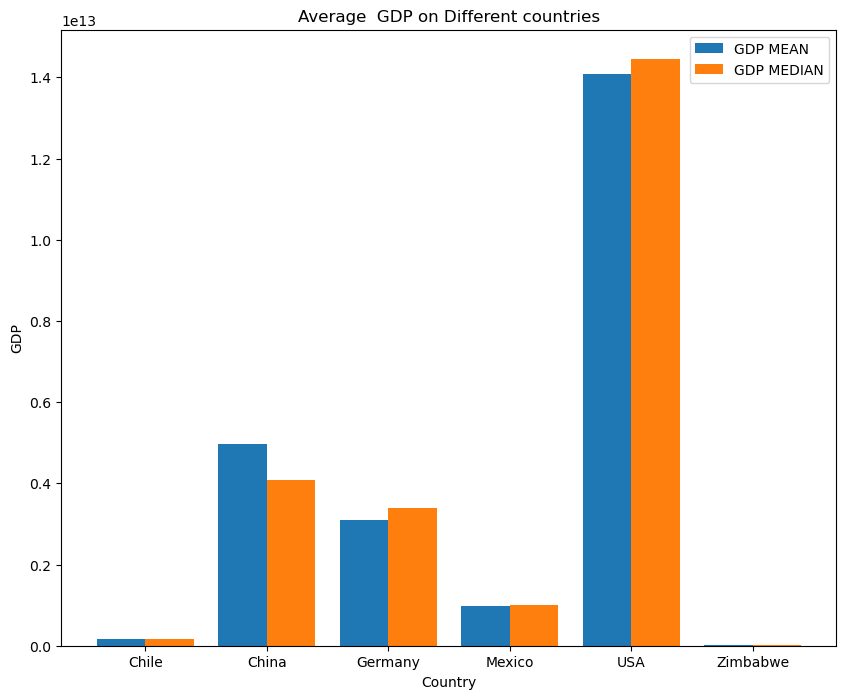 Average  GDP on Different countries
1e13
GDP MEAN
GDP MEDIAN
1.4
1.2
1.0
0.8
0.6
0.4
0.2
0.0
GDP
Chile China Germany Mexico USA Zimbabwe
Country